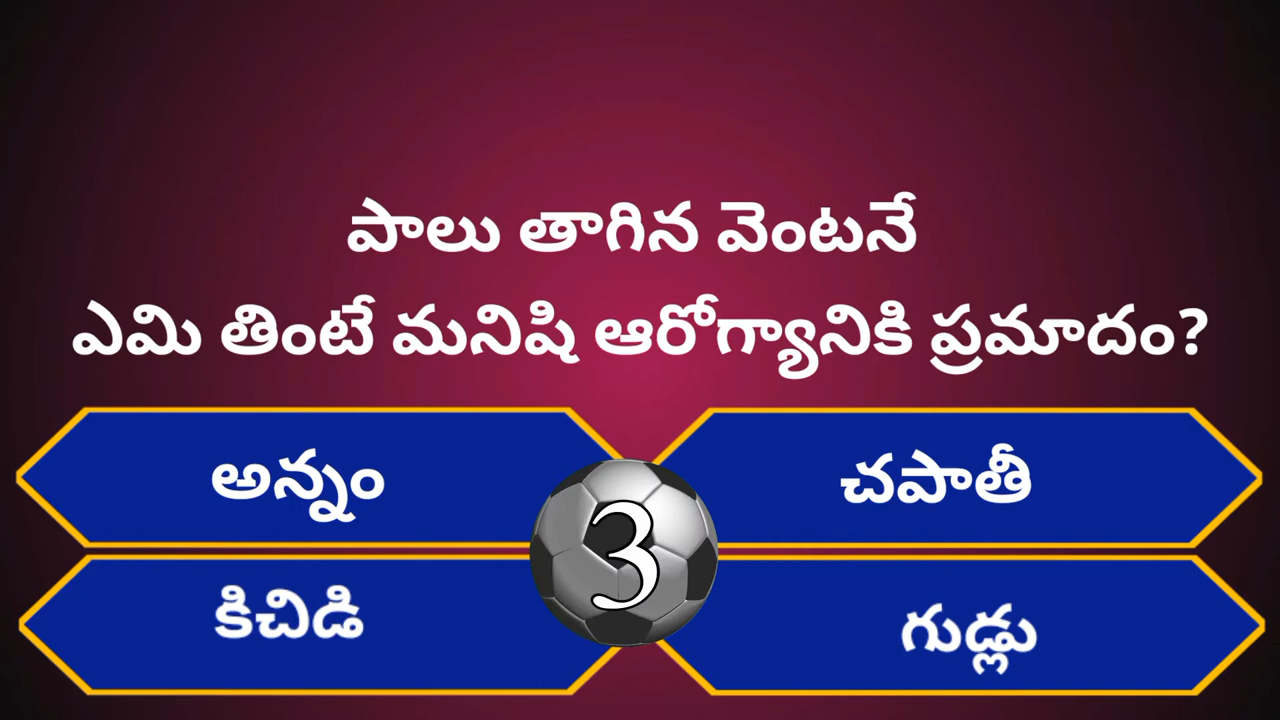 పాలు తాగిన వెంటనే
ఎమి తింటే మనిషి ఆరోగ్యానికి ప్రమాదం?
అన్నం
చపాతీ
3
కిచిడి
గుడ్లు